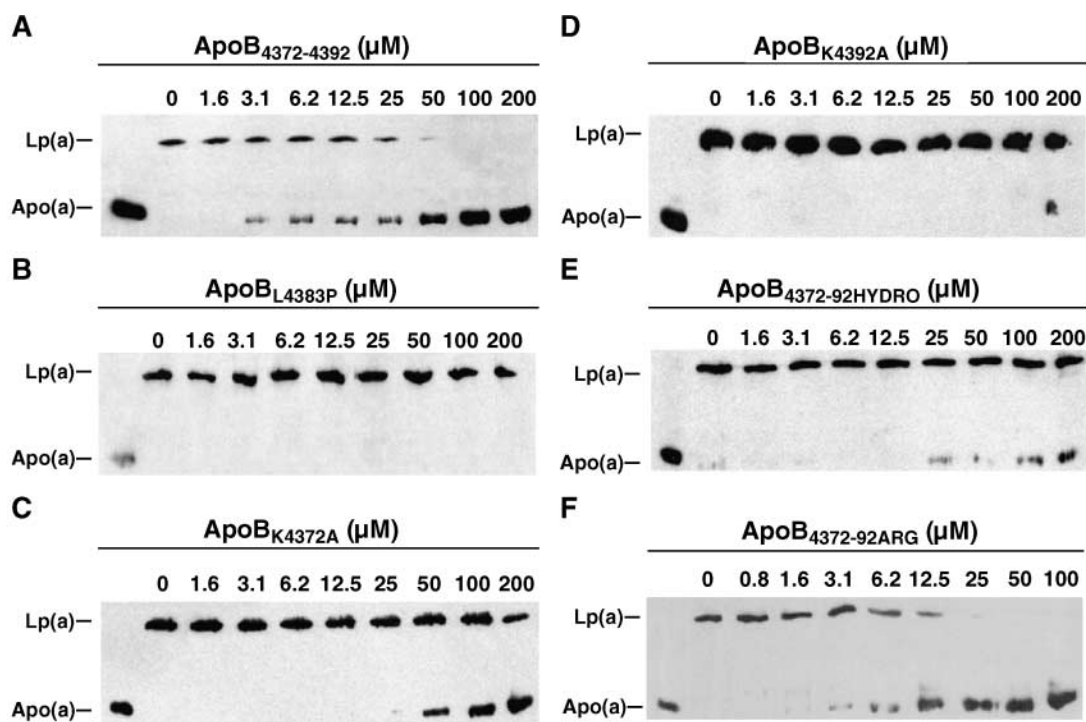 A
ApoB4372-4392 (µM)
0 1.6 3.1 6.2 12.5 25 50 100 200
Lp(a)
Apo(a)
B
ApoBL4383P (µM)
0 1.6 3.1 6.2 12.5 25 50 100 200
Lp(a)
Apo(a)
C
ApoBK4372A (µM)
0 1.6 3.1 6.2 12.5 25 50 100 200
Lp(a)
Apo(a)
D
ApoBK4392A (µM)
0 1.6 3.1 6.2 12.5 25 50 100 200
Lp(a)
Apo(a)
E
ApoB4372-92HYDRO (µM)
0 1.6 3.1 6.2 12.5 25 50 100 200
Lp(a)
Apo(a)
F
ApoB4372-92ARG (µM)
0 0.8 1.6 3.1 6.2 12.5 25 50 100
Lp(a)
Apo(a)